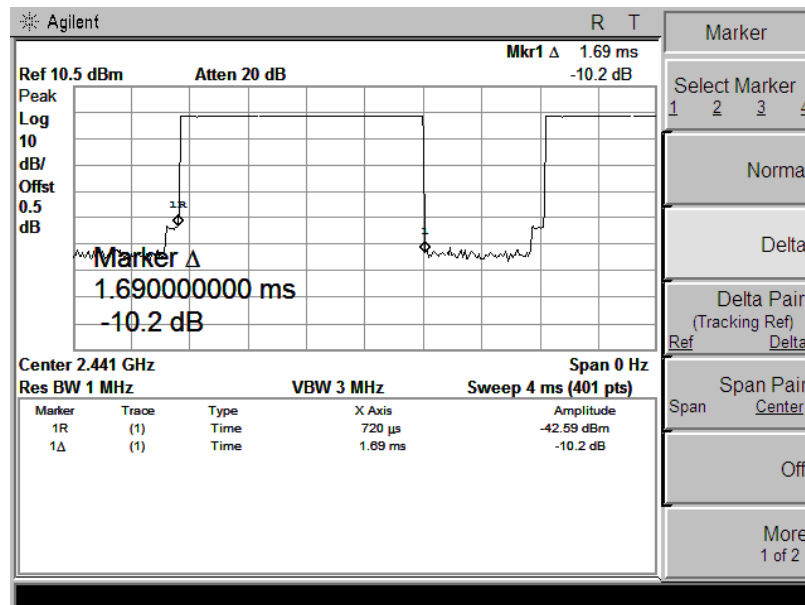 Agilent R T
Mkr1 Δ 1.69 ms
Ref 10.5 dBm Atten 20 dB -10.2 dB
Peak
Log
10
dB/
Offst
0.5
dB
1R
1
Marker Δ
1.690000000 ms
-10.2 dB
Center 2.441 GHz Span 0 Hz
Res BW 1 MHz VBW 3 MHz Sweep 4 ms (401 pts)
Marker Trace Type X Axis Amplitude
1R (1) Time 720 µs -42.59 dBm
1Δ (1) Time 1.69 ms -10.2 dB
Marker
Select Marker
1 2 3 4
Norma
Delta
Delta Pair
(Tracking Ref)
Ref Delta
Span Pair
Span Center
Off
More
1 of 2